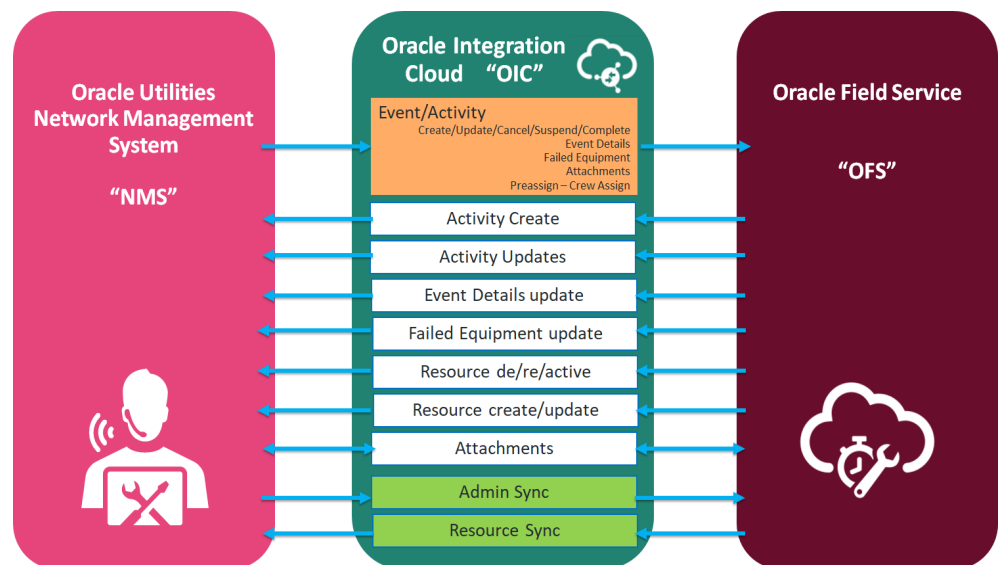 Oracle Utilities
Network Management
System
“NMS”
Oracle Integration
Cloud “OIC”
Event/Activity
Create/Update/Cancel/Suspend/Complete
Event Details
Failed Equipment
Attachments
Preassign – Crew Assign
Activity Create
Activity Updates
Event Details update
Failed Equipment update
Resource de/re/active
Resource create/update
Attachments
Admin Sync
Resource Sync
Oracle Field Service
“OFS”